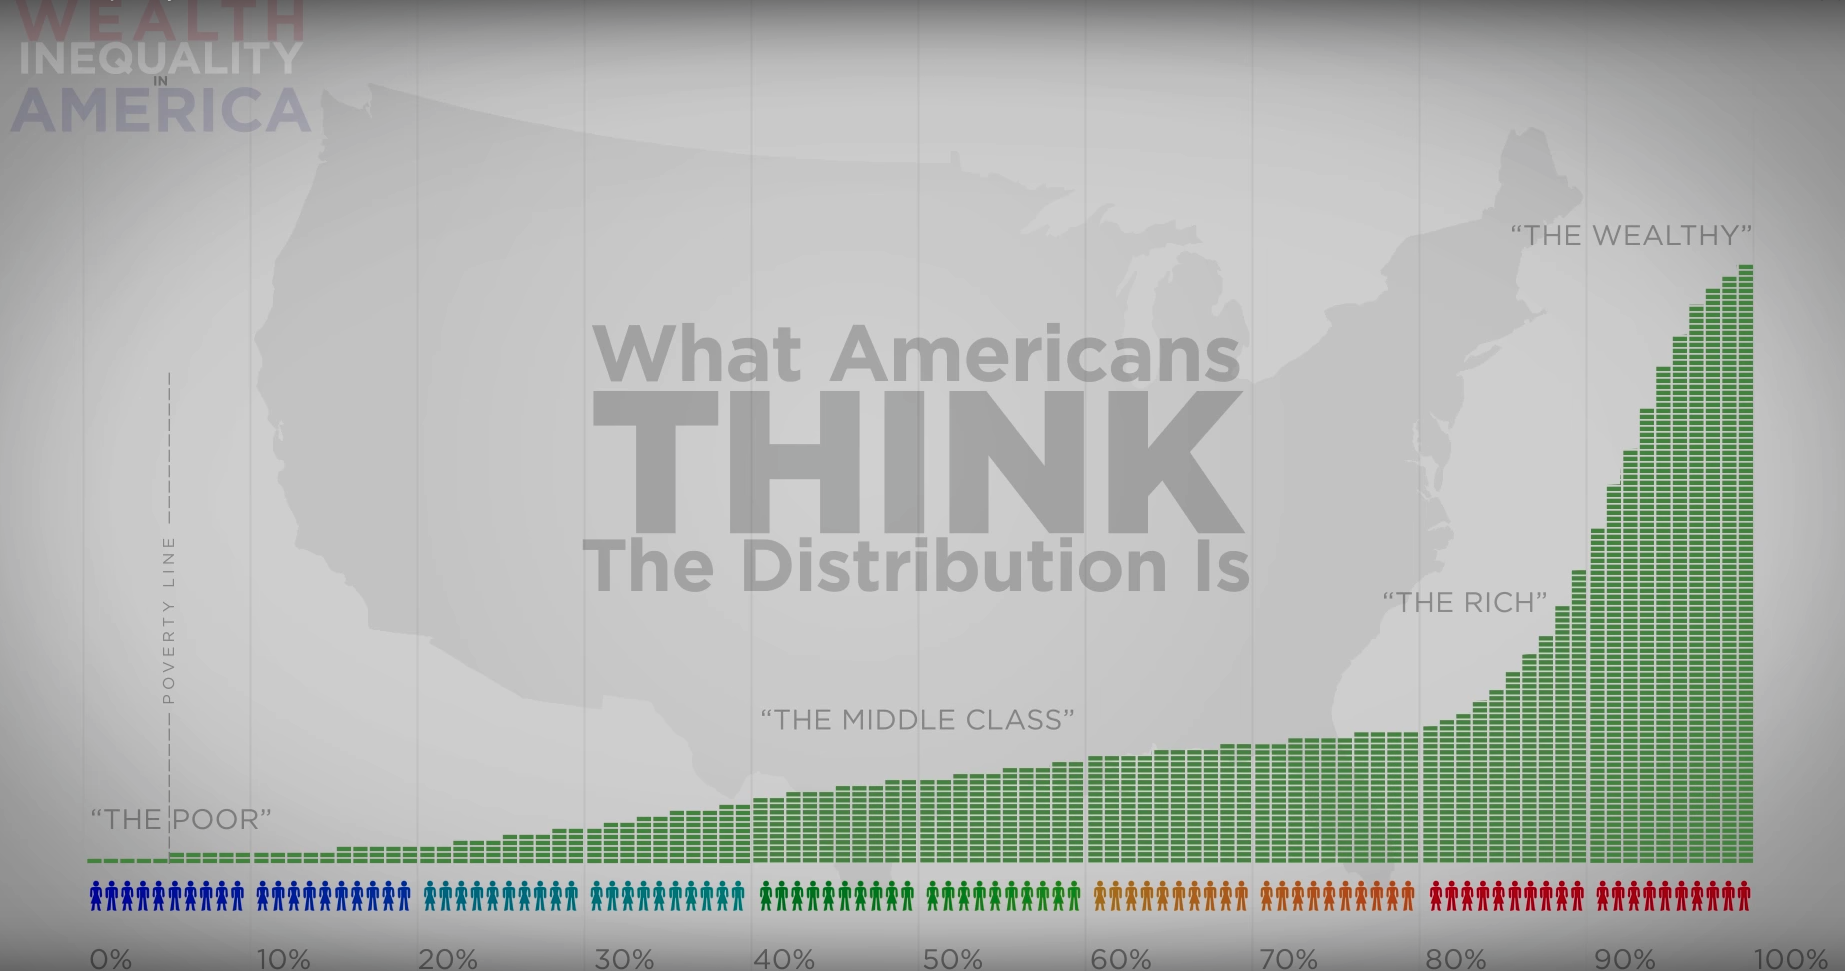 WEALTH
INEQUALITY
IN
AMERICA
“THE WEALTHY”
What Americans
THINK
The Distribution Is
POVERTY LINE
“THE RICH”
“THE MIDDLE CLASS”
“THE POOR”
0% 10% 20% 30% 40% 50% 60% 70% 80% 90% 100%